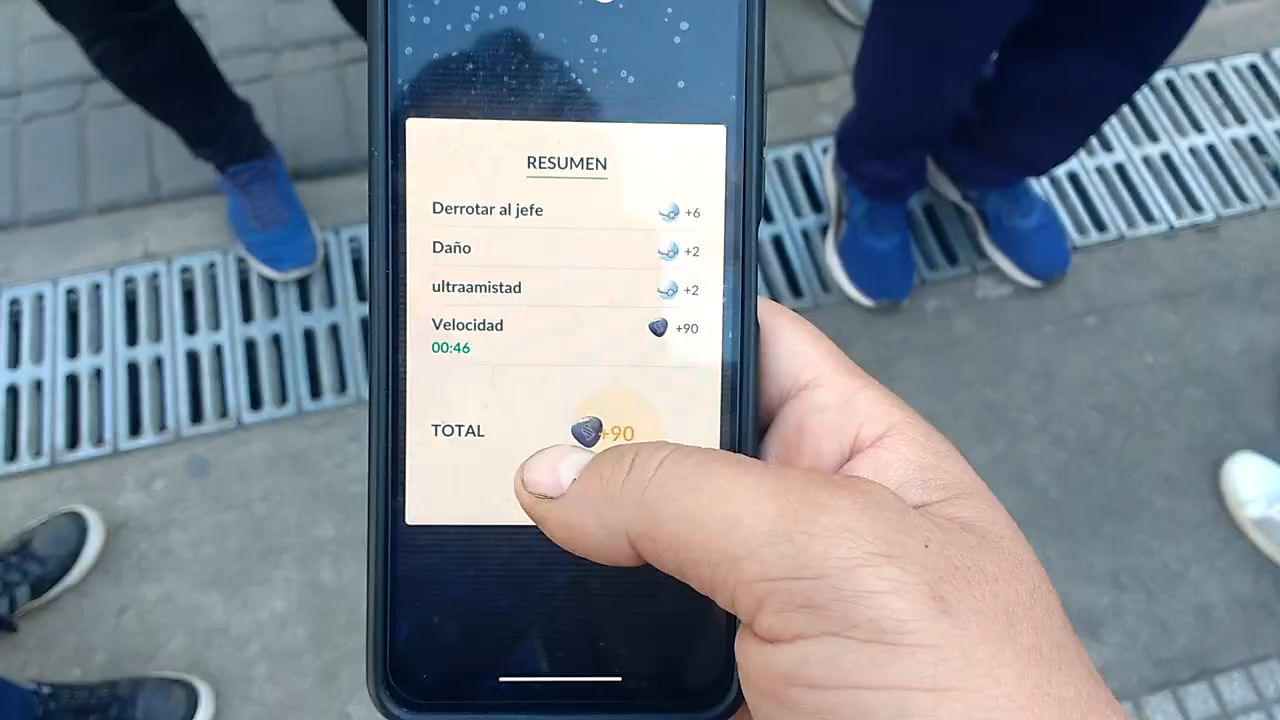 RESUMEN
Derrotar al jefe +6
Daño +2
ultraamistad +2
Velocidad +90
00:46
TOTAL +90